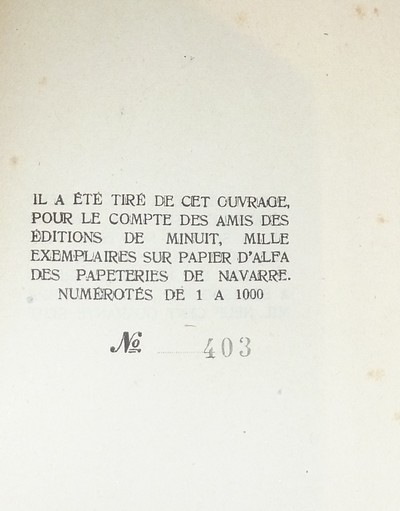 IL A ÉTÉ TIRÉ DE CET OUVRAGE,
POUR LE COMPTE DES AMIS DES
ÉDITIONS DE MINUIT, MILLE
EXEMPLAIRES SUR PAPIER D'ALFA
DES PAPETERIES DE NAVARRE.
NUMÉROTÉS DE 1 A 1000
No 403